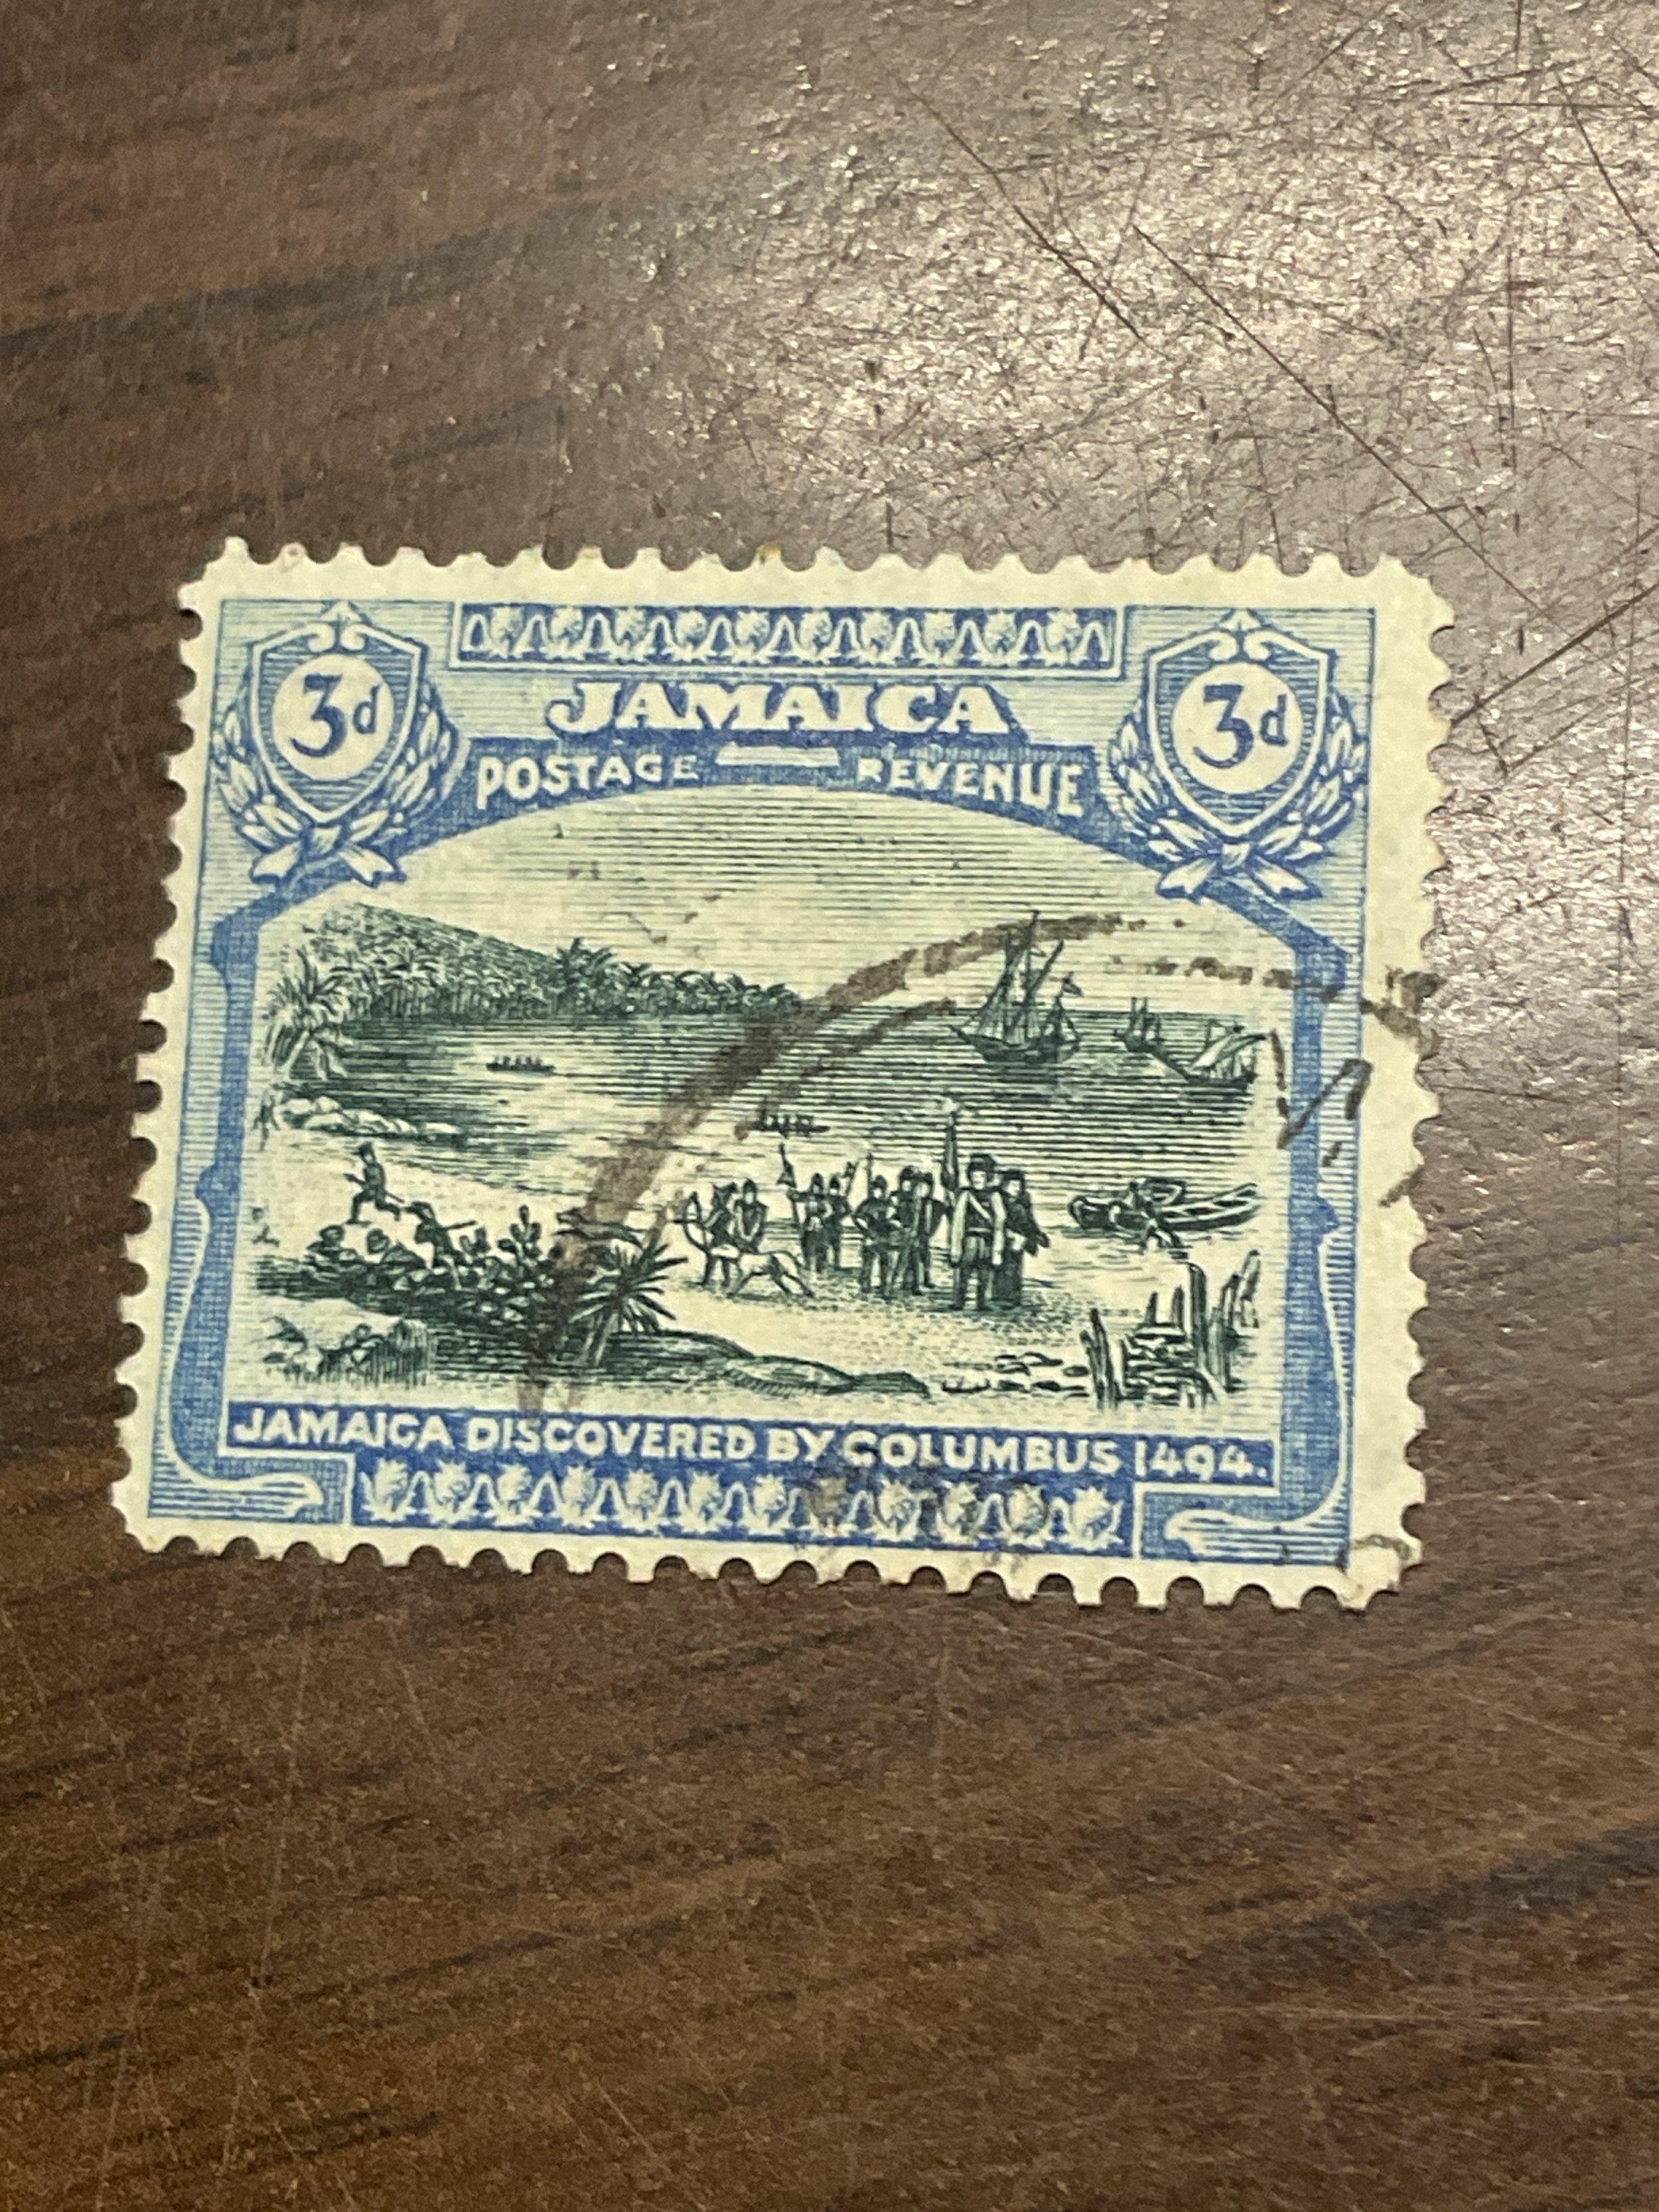 3d 3d
JAMAICA
POSTAGE REVENUE
JAMAICA DISCOVERED BY COLUMBUS 1494.